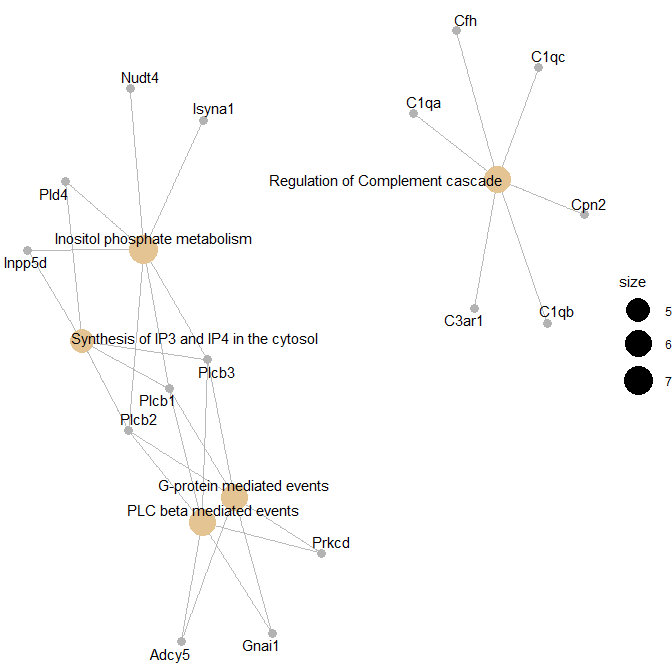 Cfh
C1qc
Nudt4
C1qa
Isyna1
Regulation of Complement cascade
Pld4
Cpn2
Inositol phosphate metabolism
Inpp5d
size
5
C1qb
C3ar1
Synthesis of IP3 and IP4 in the cytosol
6
Plcb3
7
Plcb1
Plcb2
G-protein mediated events
PLC beta mediated events
Prkcd
Gnai1
Adcy5